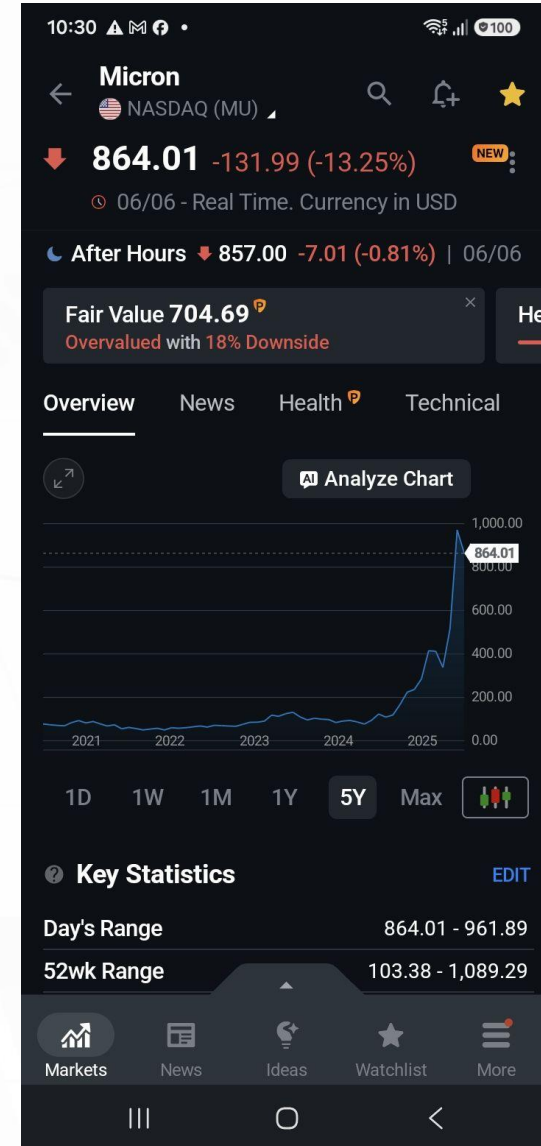 10:30
100
Micron
NASDAQ (MU)
864.01 -131.99 (-13.25%)
NEW
06/06 - Real Time. Currency in USD
After Hours 857.00 -7.01 (-0.81%) | 06/06
Fair Value 704.69
He
Overvalued with 18% Downside
Overview News Health Technical
AI Analyze Chart
1,000.00
864.01
800.00
600.00
400.00
200.00
2021 2022 2023 2024 2025 0.00
1D 1W 1M 1Y 5Y Max
Key Statistics EDIT
Day's Range 864.01 - 961.89
52wk Range 103.38 - 1,089.29
Markets News Ideas Watchlist More